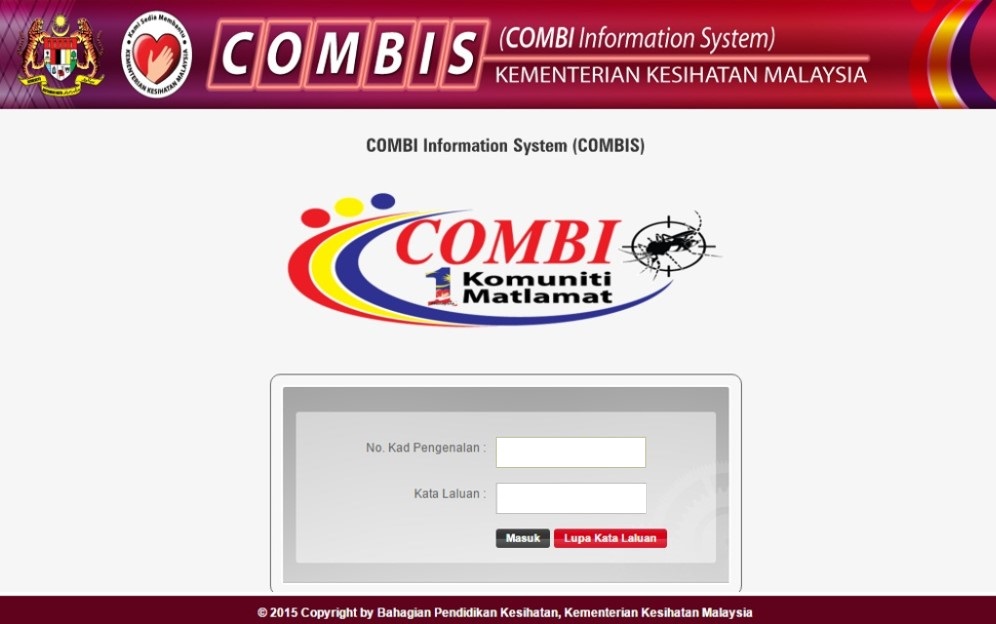 Kami Sedia Membantu
KEMENTERIAN KESIHATAN MALAYSIA
COMBIS
(COMBI Information System)
KEMENTERIAN KESIHATAN MALAYSIA
COMBI Information System (COMBIS)
COMBI
1 Komuniti
Matlamat
No. Kad Pengenalan :
Kata Laluan :
Masuk Lupa Kata Laluan
© 2015 Copyright by Bahagian Pendidikan Kesihatan, Kementerian Kesihatan Malaysia